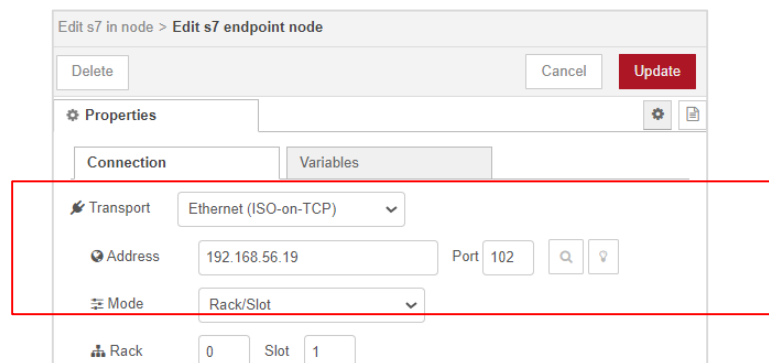 Edit s7 in node > Edit s7 endpoint node
Delete Cancel Update
Properties
Connection Variables
Transport Ethernet (ISO-on-TCP)
Address 192.168.56.19 Port 102
Mode Rack/Slot
Rack 0 Slot 1